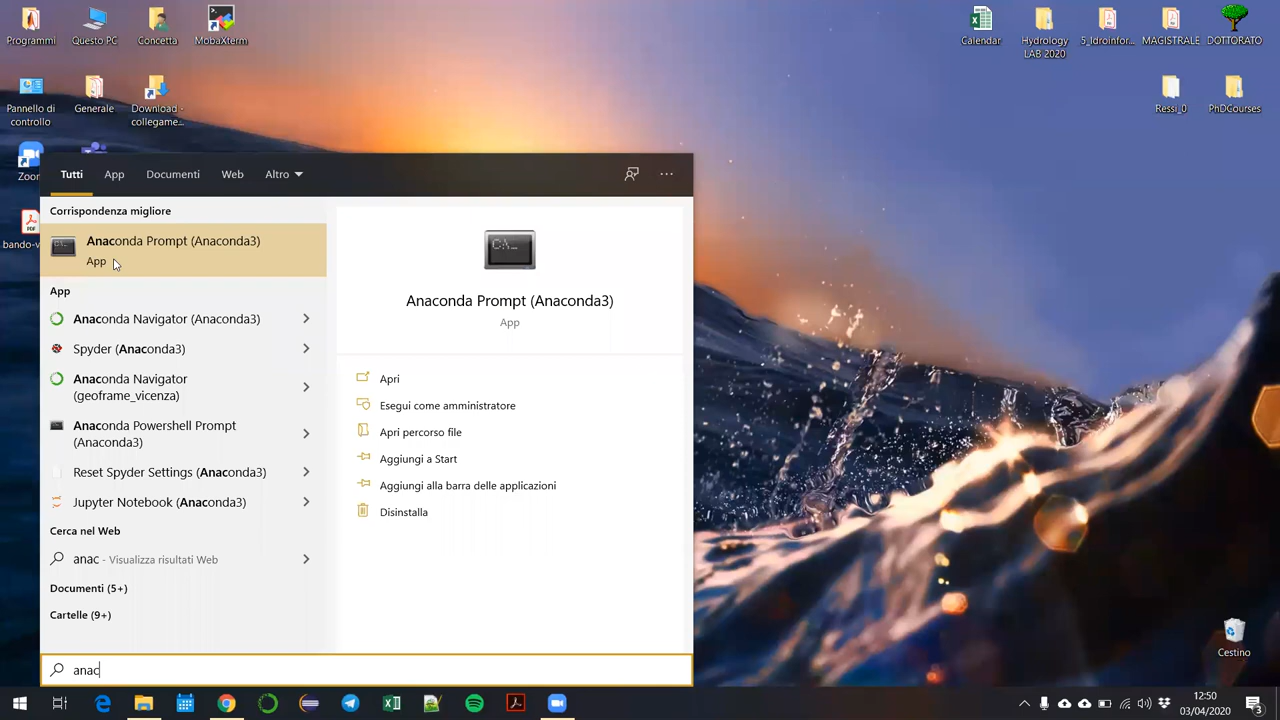 Programmi
Questo PC
Concetta
MobaXterm
Calendar
Hydrology
LAB 2020
5_Idroinfor...
MAGISTRALE
DOTTORATO
Pannello di
controllo
Generale
Download -
collegame...
Ressi_0
PhDCourses
Zoom
bando-v
Tutti
App
Documenti
Web
Altro
Corrispondenza migliore
Anaconda Prompt (Anaconda3)
App
App
Anaconda Navigator (Anaconda3)
Spyder (Anaconda3)
Anaconda Navigator
(geoframe_vicenza)
Anaconda Powershell Prompt
(Anaconda3)
Reset Spyder Settings (Anaconda3)
Jupyter Notebook (Anaconda3)
Cerca nel Web
anac - Visualizza risultati Web
Documenti (5+)
Cartelle (9+)
anac
Anaconda Prompt (Anaconda3)
App
Apri
Esegui come amministratore
Apri percorso file
Aggiungi a Start
Aggiungi alla barra delle applicazioni
Disinstalla
Cestino
12:50
03/04/2020
3